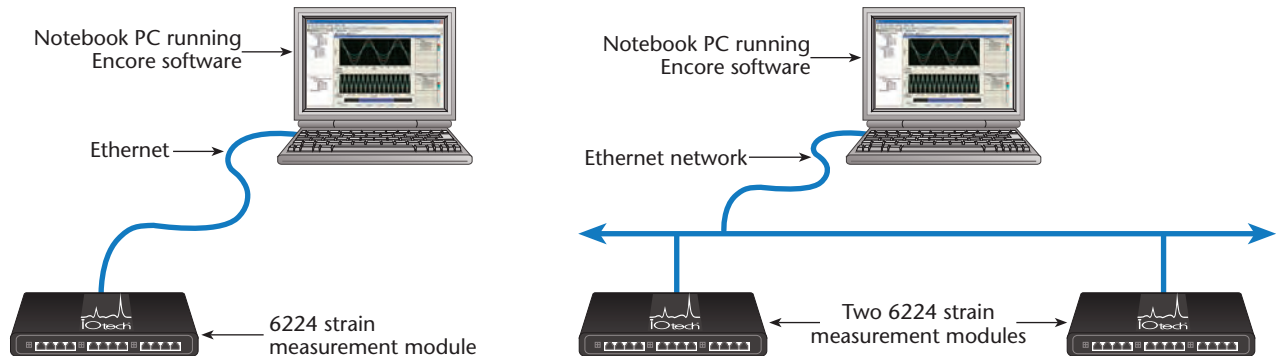 Notebook PC running
Encore software
Ethernet
6224 strain
measurement module
IOtech
Notebook PC running
Encore software
Ethernet network
Two 6224 strain
measurement modules
IOtech
IOtech